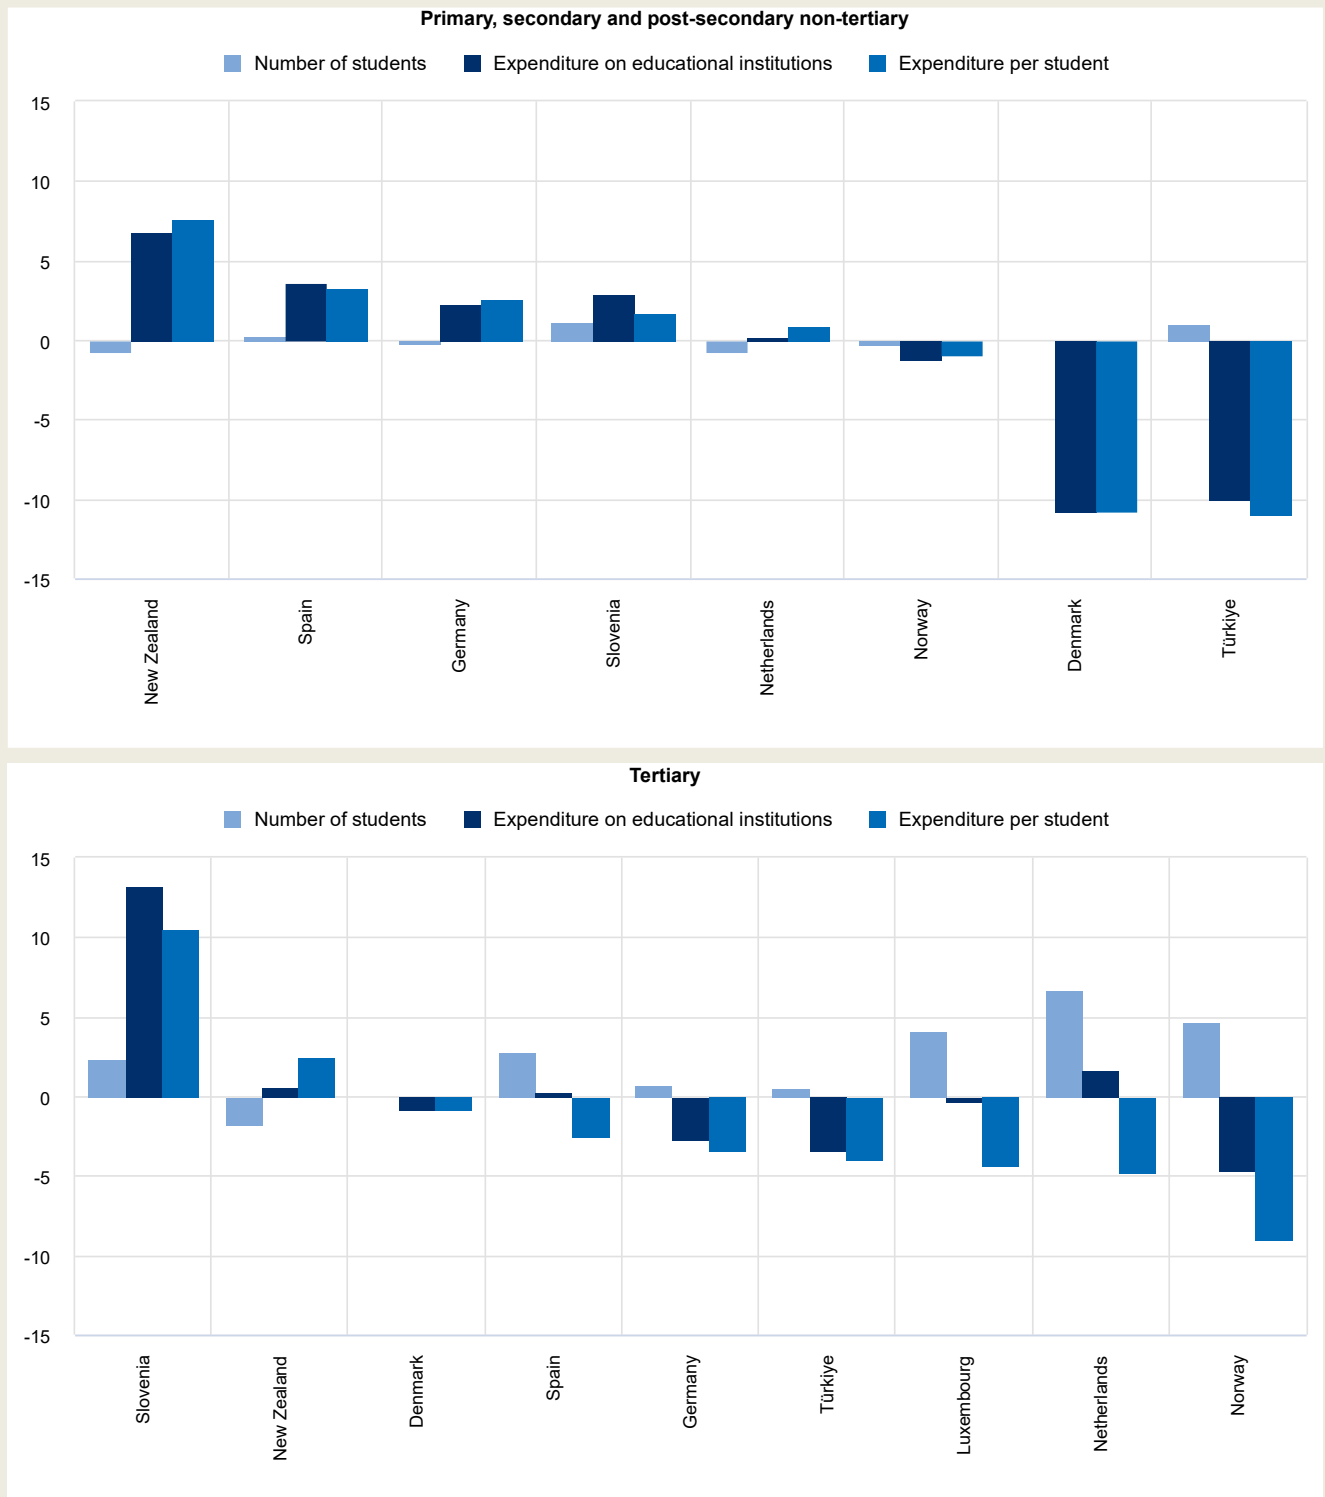 Primary, secondary and post-secondary non-tertiary
Number of students Expenditure on educational institutions Expenditure per student
15
10
5
0
-5
-10
-15
New Zealand
Spain
Germany
Slovenia
Netherlands
Norway
Denmark
Türkiye
Tertiary
Number of students Expenditure on educational institutions Expenditure per student
15
10
5
0
-5
-10
-15
Slovenia
New Zealand
Denmark
Spain
Germany
Türkiye
Luxembourg
Netherlands
Norway